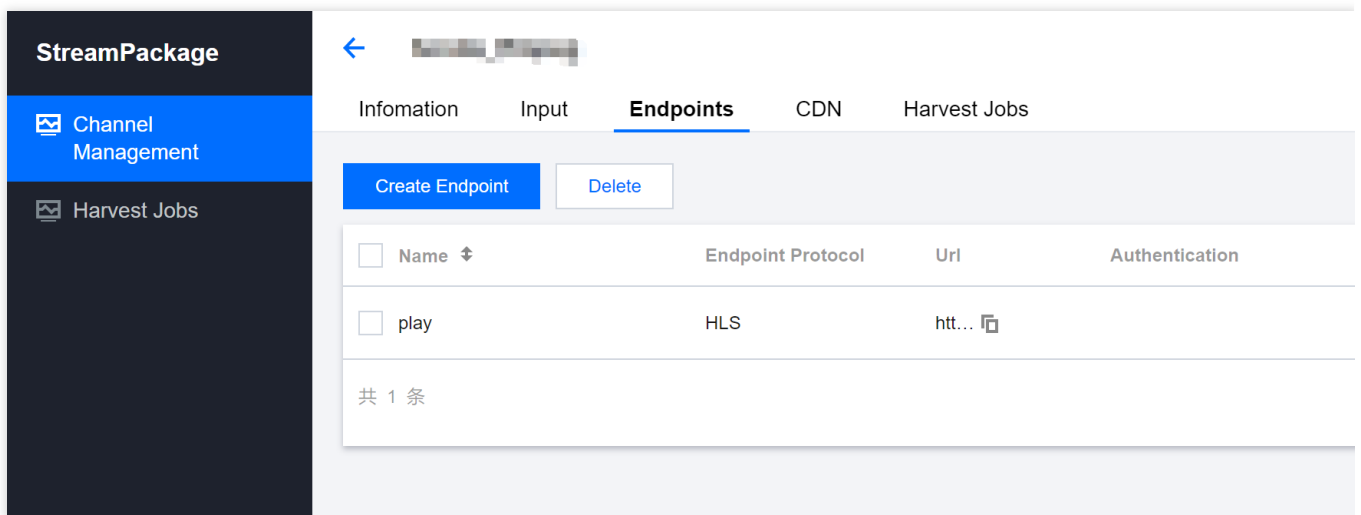 StreamPackage
Channel
Management
Harvest Jobs
Infomation Input Endpoints CDN Harvest Jobs
Create Endpoint Delete
Name Endpoint Protocol Url Authentication
play HLS htt...
共 1 条